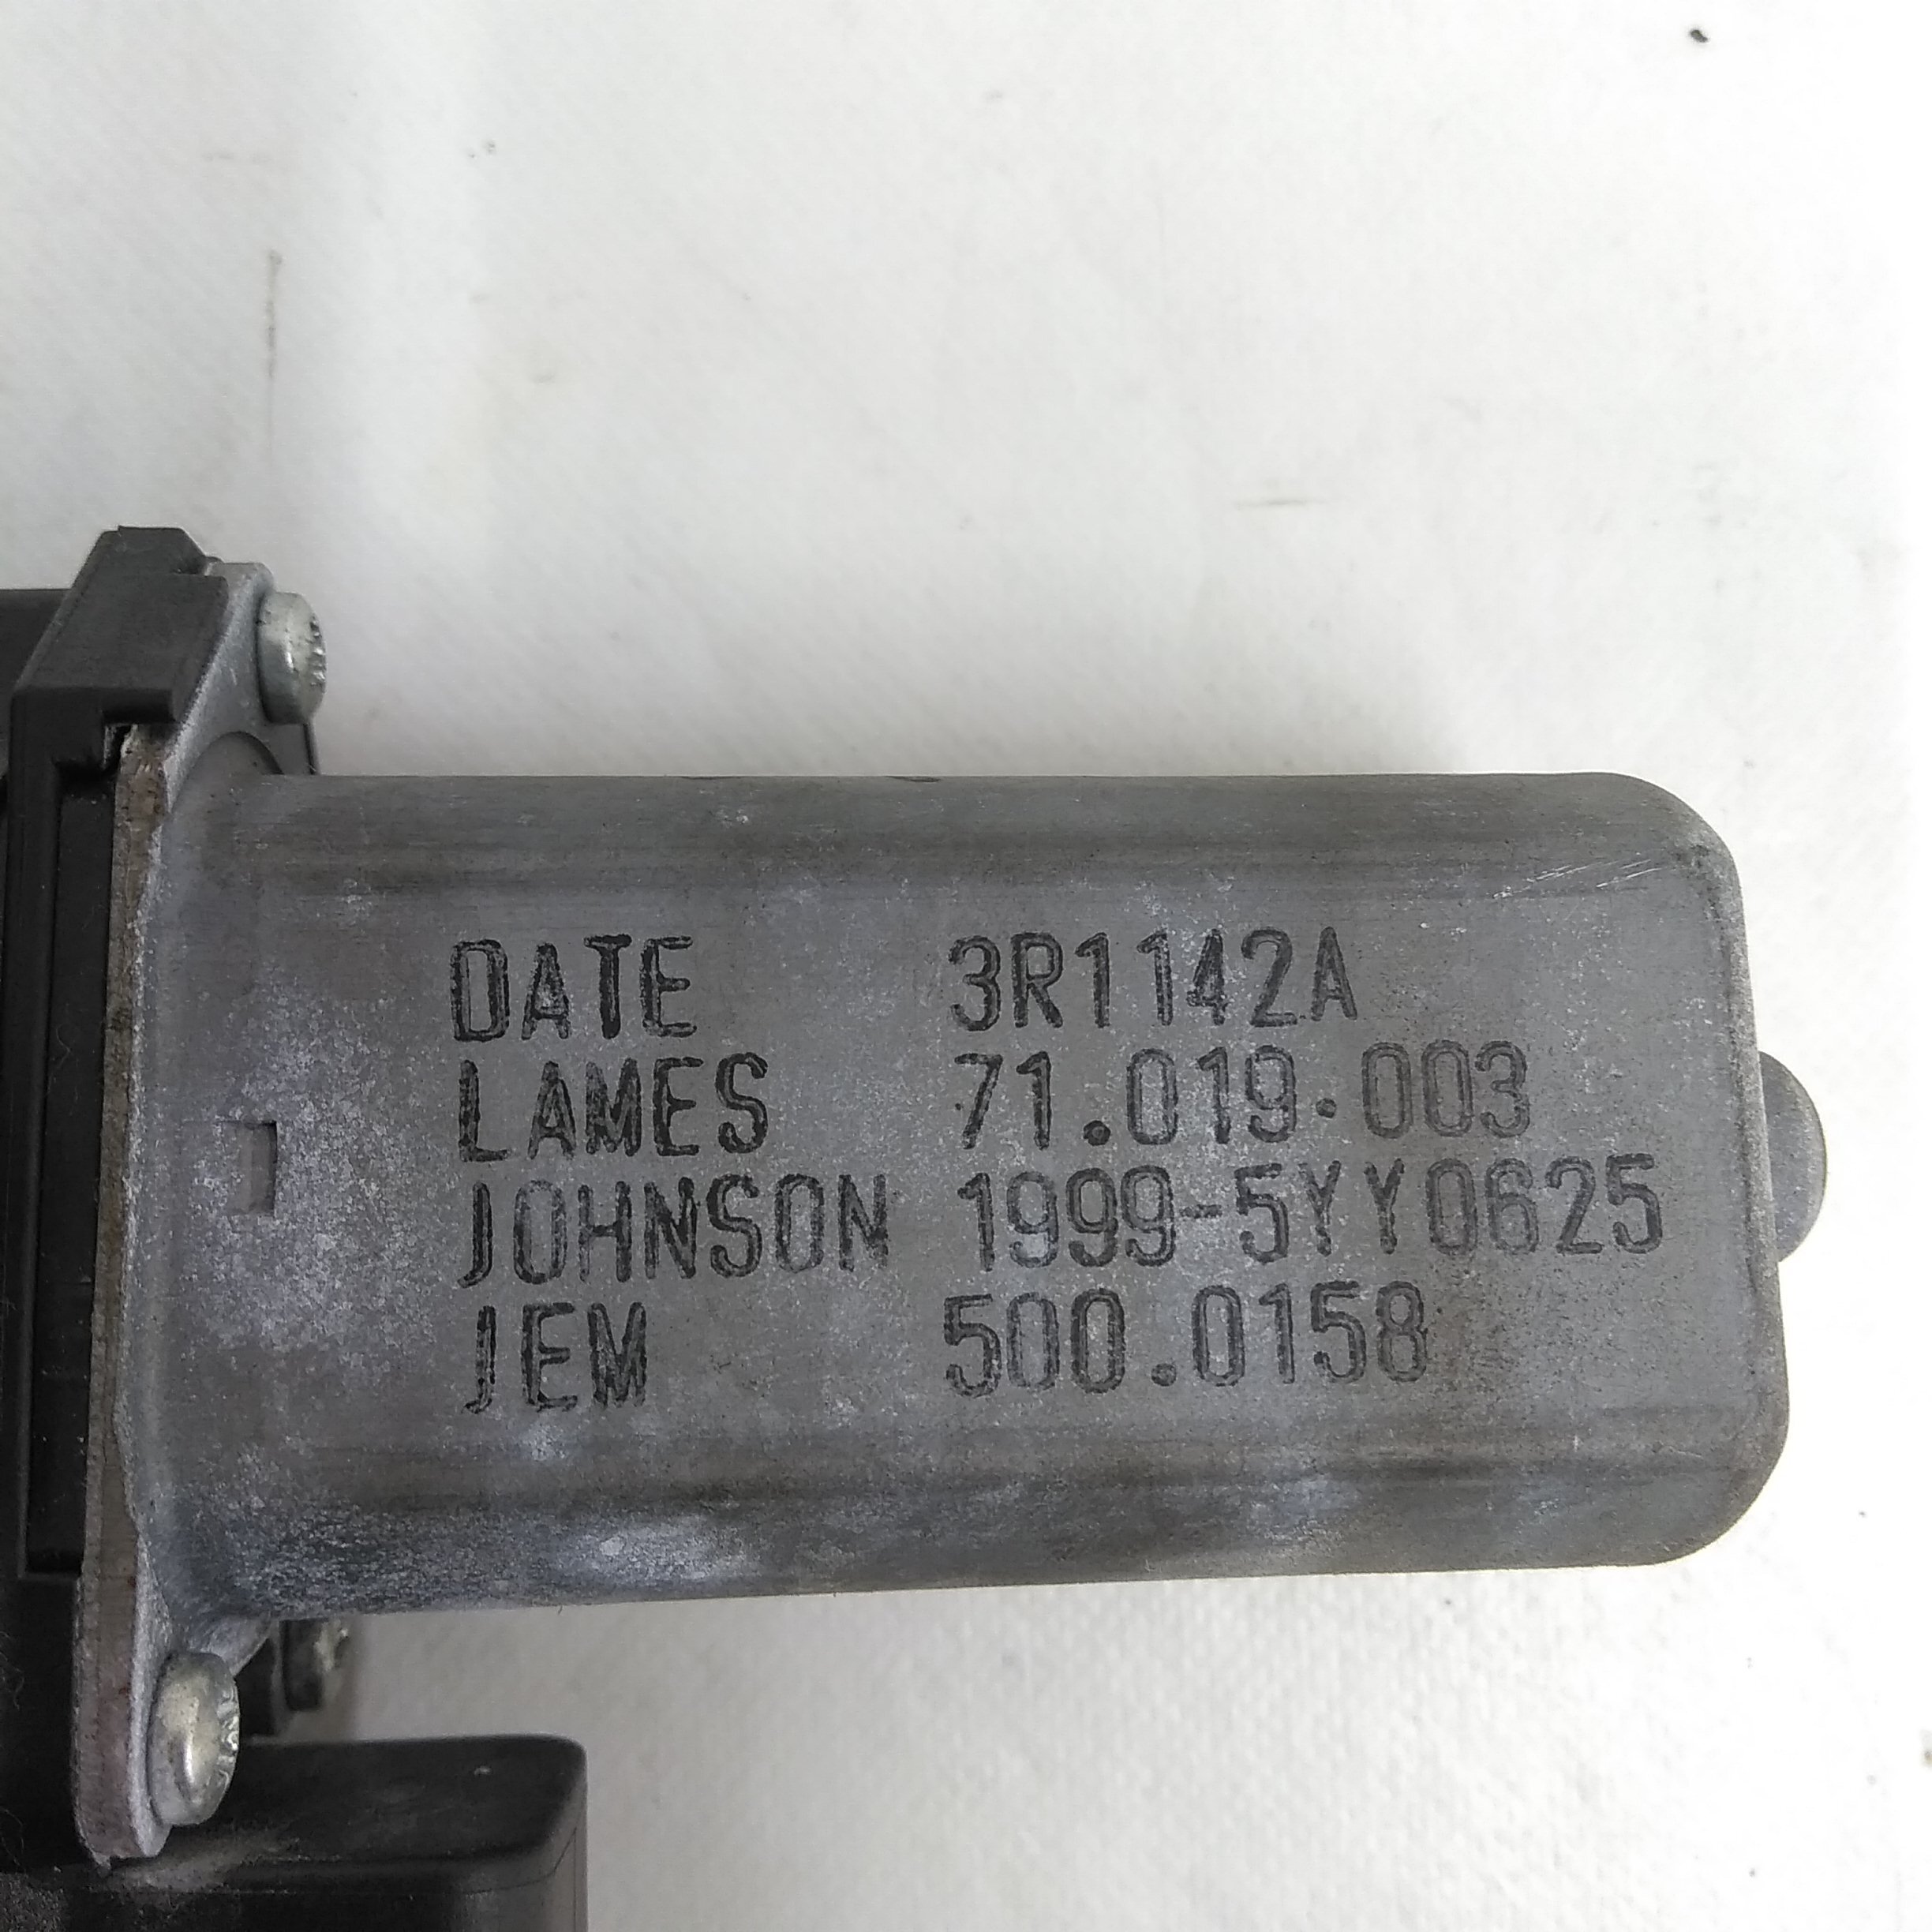 DATE 3R1142A
LAMES 71.019.003
JOHNSON 1999-5YY0625
JEM 500.0158